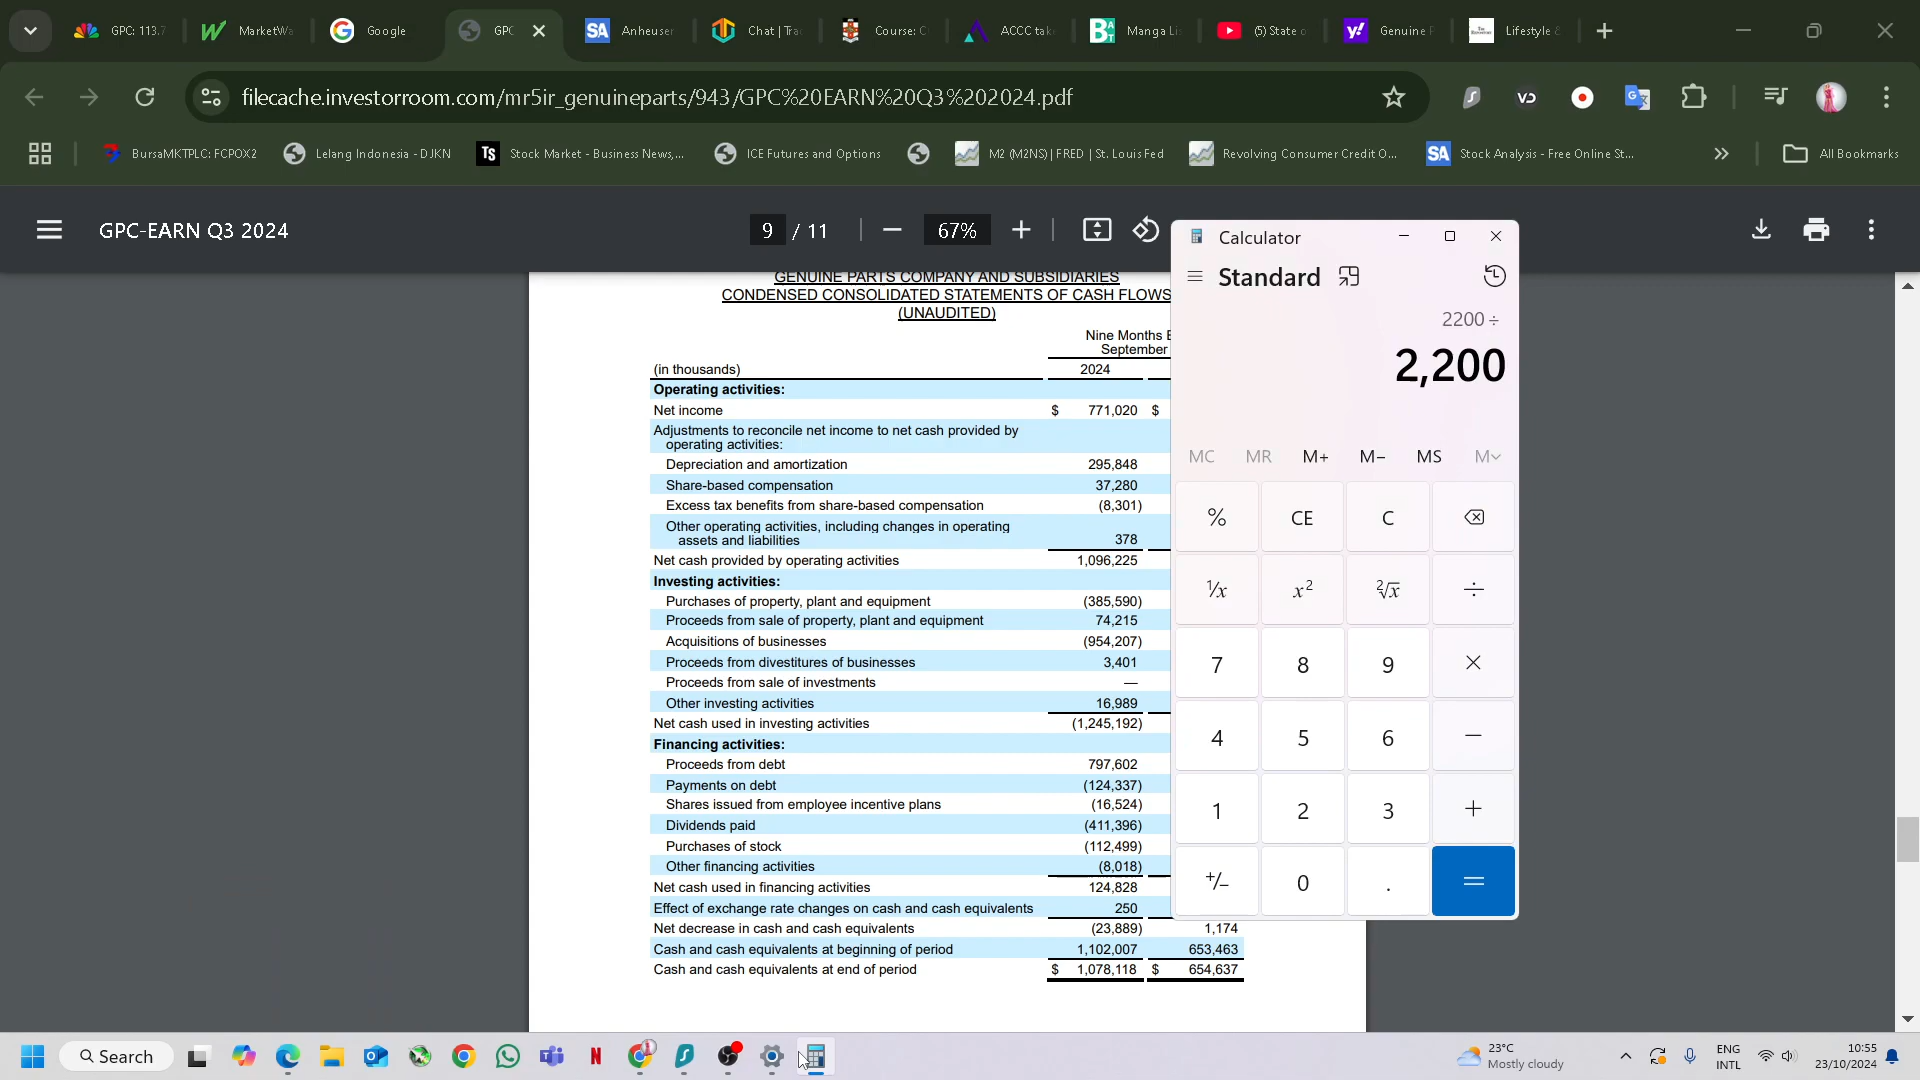 GPC: 113.7
MarketWa
Google
GPC
Anheuser
Chat | Tra
Course: C
ACCC tak
Manga Li
(5) State o
Genuine P
Lifestyle &
filecache.investorroom.com/mr5ir_genuineparts/943/GPC%20EARN%20Q3%202024.pdf
BursaMKTPLC: FCPOX2
Lelang Indonesia - DJKN
Stock Market - Business News,...
ICE Futures and Options
M2 (M2NS) | FRED | St. Louis Fed
Revolving Consumer Credit O...
Stock Analysis - Free Online St...
All Bookmarks
GPC-EARN Q3 2024
9 / 11
67%
GENUINE PARTS COMPANY AND SUBSIDIARIES
CONDENSED CONSOLIDATED STATEMENTS OF CASH FLOWS
(UNAUDITED)
Nine Months E
September
(in thousands) 2024
Operating activities:
Net income $ 771,020 $
Adjustments to reconcile net income to net cash provided by
operating activities:
Depreciation and amortization 295,848
Share-based compensation 37,280
Excess tax benefits from share-based compensation (8,301)
Other operating activities, including changes in operating
assets and liabilities 378
Net cash provided by operating activities 1,096,225
Investing activities:
Purchases of property, plant and equipment (385,590)
Proceeds from sale of property, plant and equipment 74,215
Acquisitions of businesses (954,207)
Proceeds from divestitures of businesses 3,401
Proceeds from sale of investments —
Other investing activities 16,989
Net cash used in investing activities (1,245,192)
Financing activities:
Proceeds from debt 797,602
Payments on debt (124,337)
Shares issued from employee incentive plans (16,524)
Dividends paid (411,396)
Purchases of stock (112,499)
Other financing activities (8,018)
Net cash used in financing activities 124,828
Effect of exchange rate changes on cash and cash equivalents 250
Net decrease in cash and cash equivalents (23,889) 1,174
Cash and cash equivalents at beginning of period 1,102,007 653,463
Cash and cash equivalents at end of period $ 1,078,118 $ 654,637
Calculator
Standard
2200 ÷
2,200
MC MR M+ M− MS M
% CE C
1/x x² ²√x ÷
7 8 9 ×
4 5 6 −
1 2 3 +
+/− 0 . =
Search
23°C
Mostly cloudy
ENG
INTL
10:55
23/10/2024